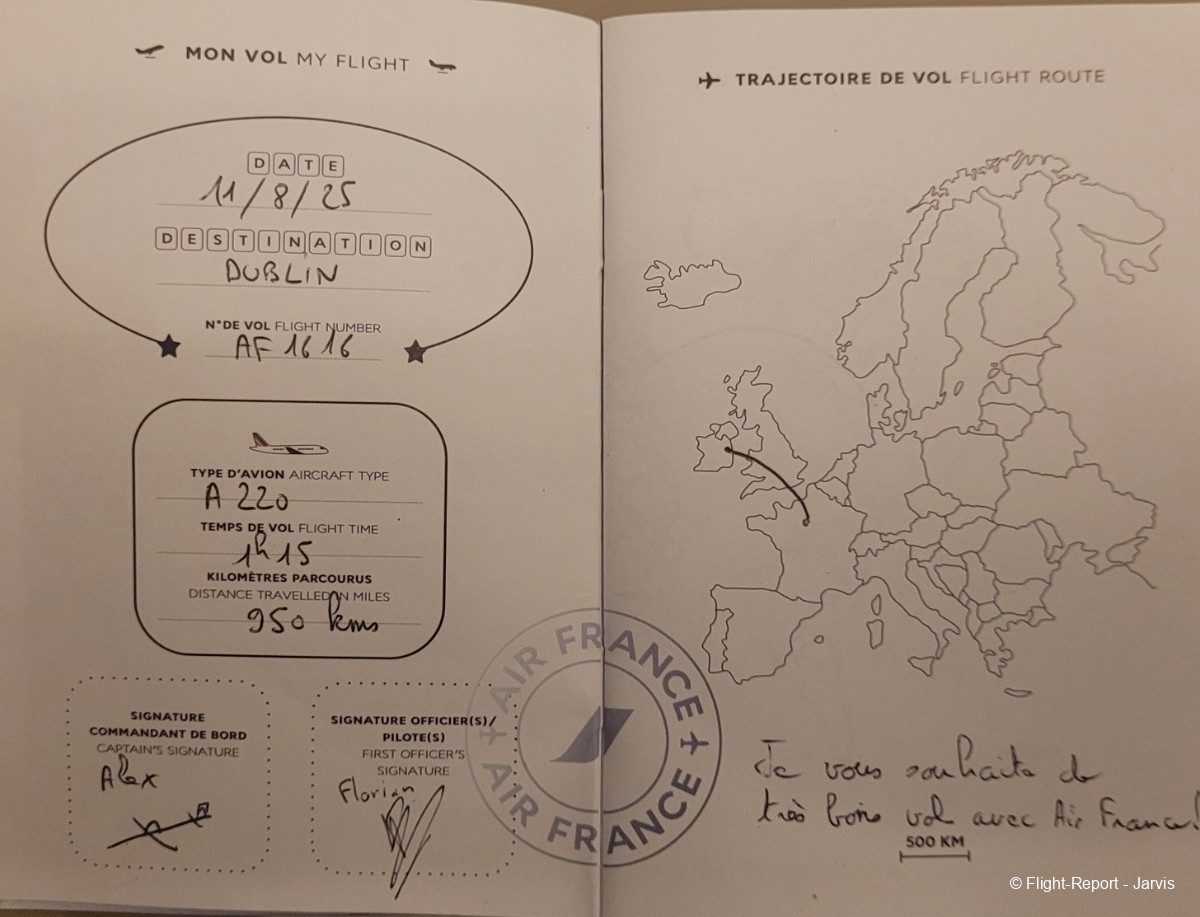 MON VOL MY FLIGHT
DATE
11/8/25
DESTINATION
DUBLIN
N°DE VOL FLIGHT NUMBER
AF 1616
TYPE D'AVION AIRCRAFT TYPE
A 220
TEMPS DE VOL FLIGHT TIME
1h15
KILOMÈTRES PARCOURUS
DISTANCE TRAVELLED IN MILES
950 kms
SIGNATURE
COMMANDANT DE BORD
CAPTAIN'S SIGNATURE
Alex
SIGNATURE OFFICIER(S)/
PILOTE(S)
FIRST OFFICER'S
SIGNATURE
Florian
AIR FRANCE
AIR FRANCE
TRAJECTOIRE DE VOL FLIGHT ROUTE
Je vous souhaite de
très bons vol avec Air France!
500 KM
© Flight-Report - Jarvis